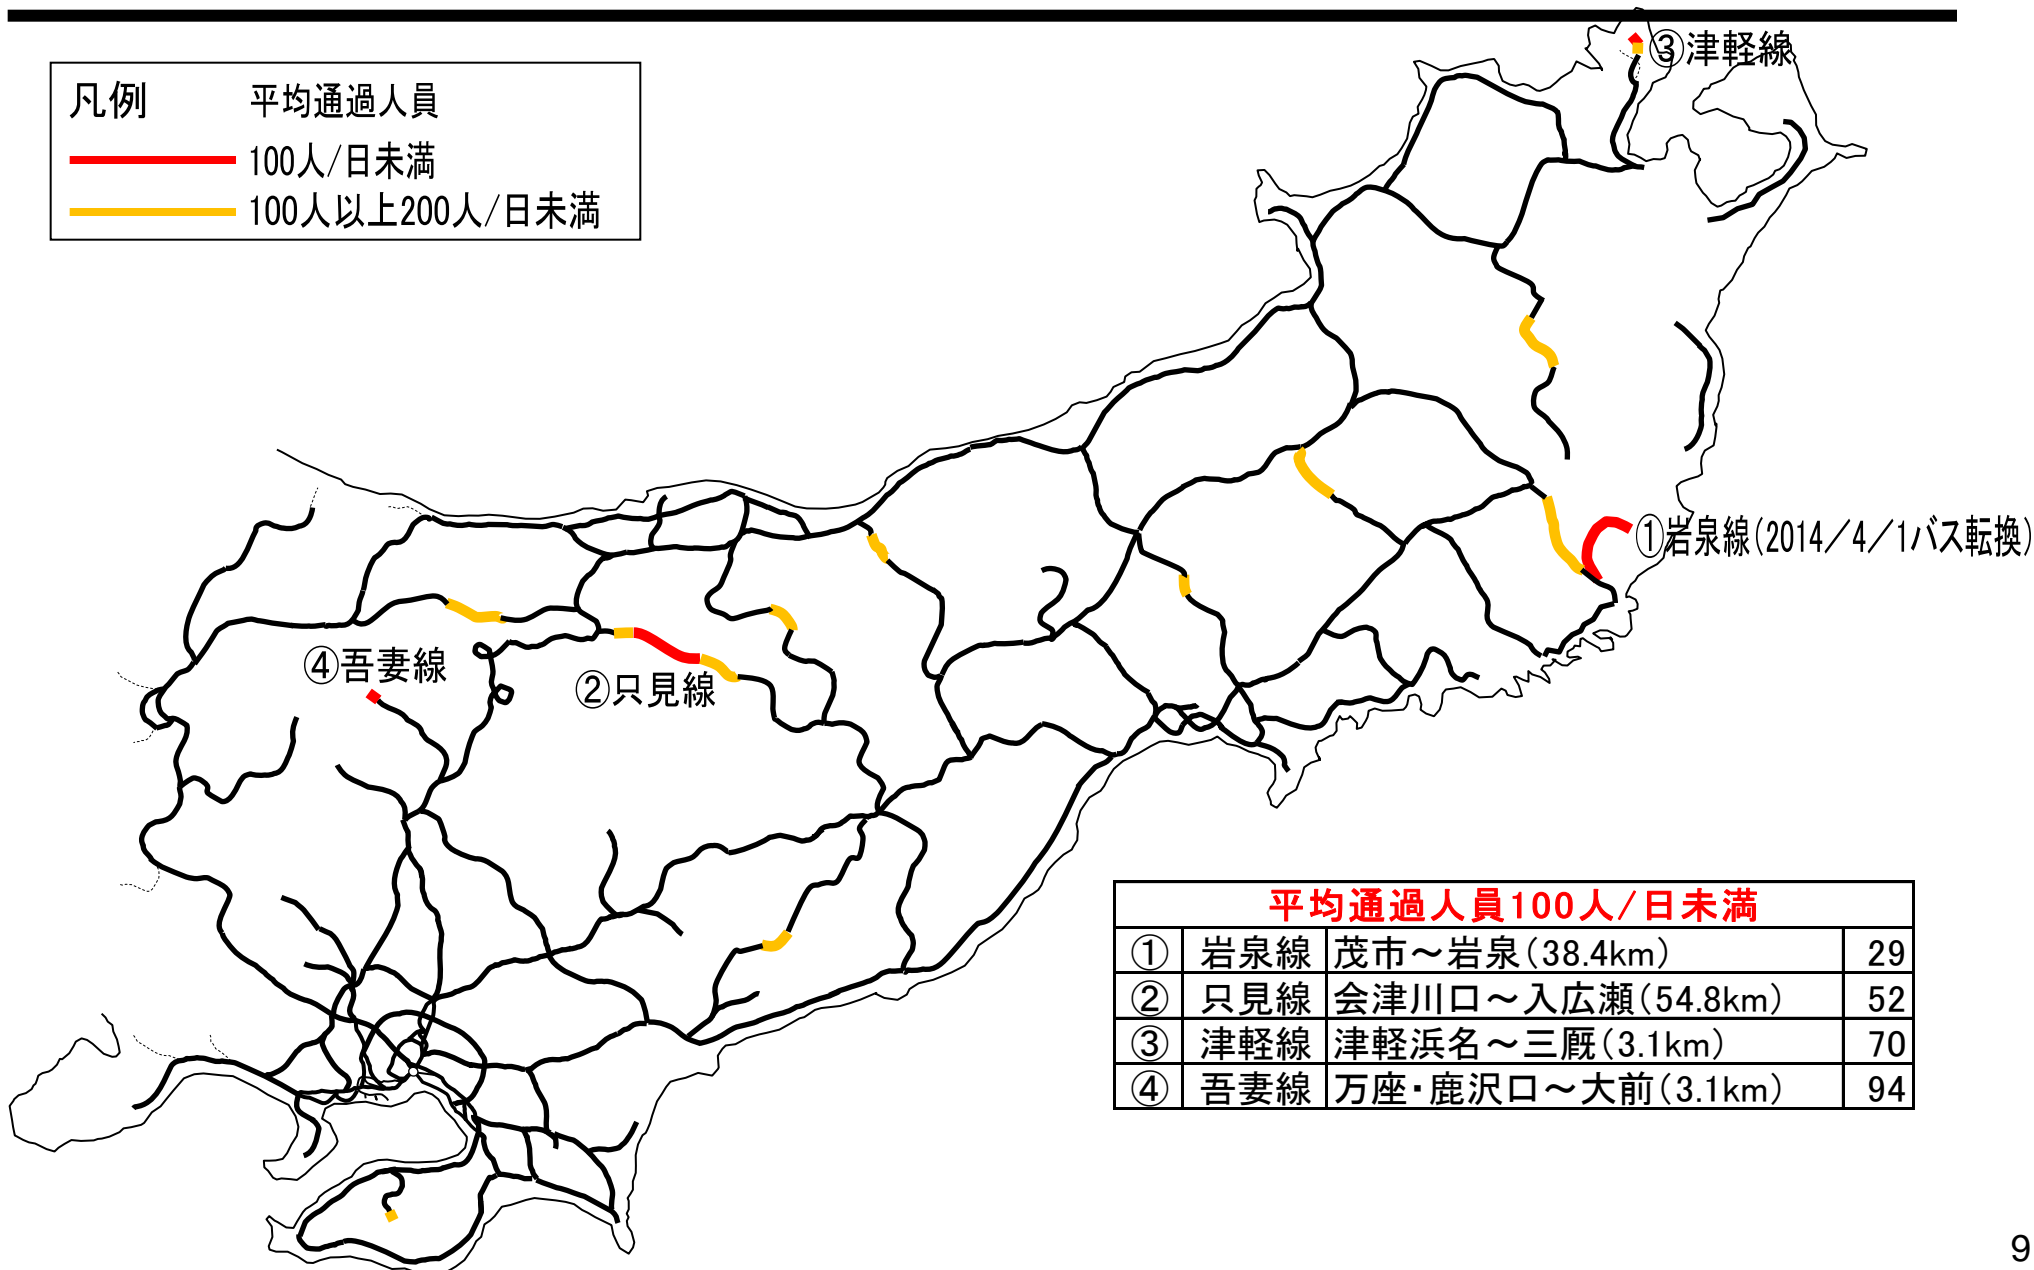 ③津軽線
凡例 平均通過人員
100人/日未満
100人以上200人/日未満
①岩泉線(2014/4/1バス転換)
④吾妻線
②只見線
平均通過人員100人/日未満
① 岩泉線 茂市～岩泉(38.4km) 29
② 只見線 会津川口～入広瀬(54.8km) 52
③ 津軽線 津軽浜名～三厩(3.1km) 70
④ 吾妻線 万座・鹿沢口～大前(3.1km) 94
9